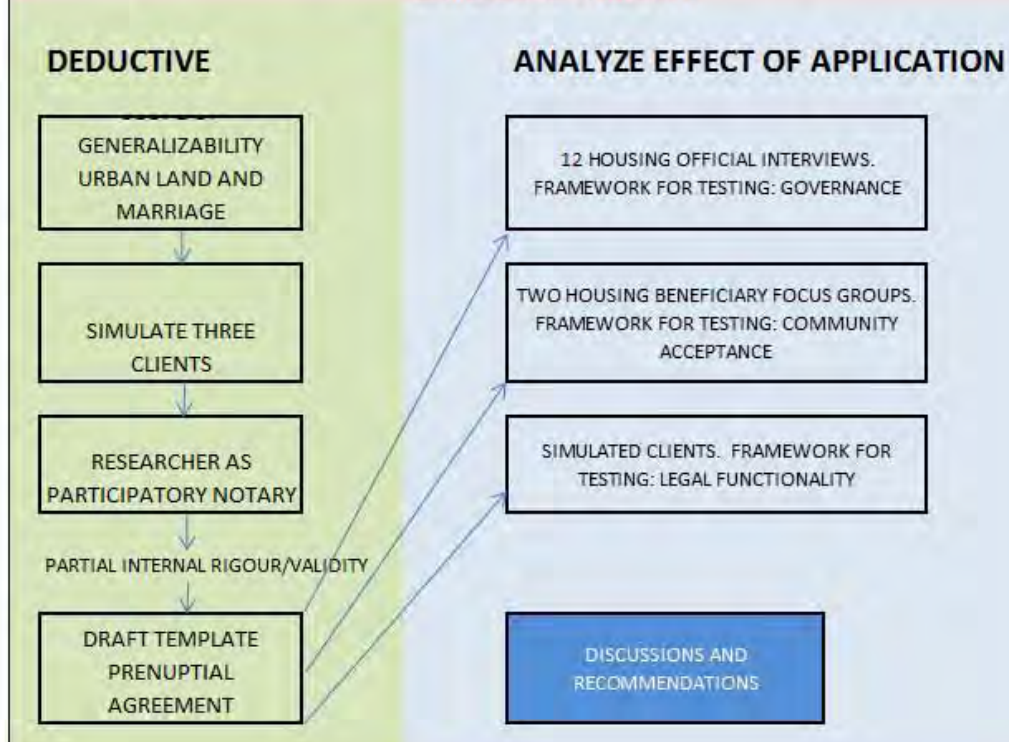 DEDUCTIVE
GENERALIZABILITY
URBAN LAND AND
MARRIAGE
SIMULATE THREE
CLIENTS
RESEARCHER AS
PARTICIPATORY NOTARY
PARTIAL INTERNAL RIGOUR/VALIDITY
DRAFT TEMPLATE
PRENUPTIAL
AGREEMENT
ANALYZE EFFECT OF APPLICATION
12 HOUSING OFFICIAL INTERVIEWS.
FRAMEWORK FOR TESTING: GOVERNANCE
TWO HOUSING BENEFICIARY FOCUS GROUPS.
FRAMEWORK FOR TESTING: COMMUNITY
ACCEPTANCE
SIMULATED CLIENTS. FRAMEWORK FOR
TESTING: LEGAL FUNCTIONALITY
DISCUSSIONS AND
RECOMMENDATIONS